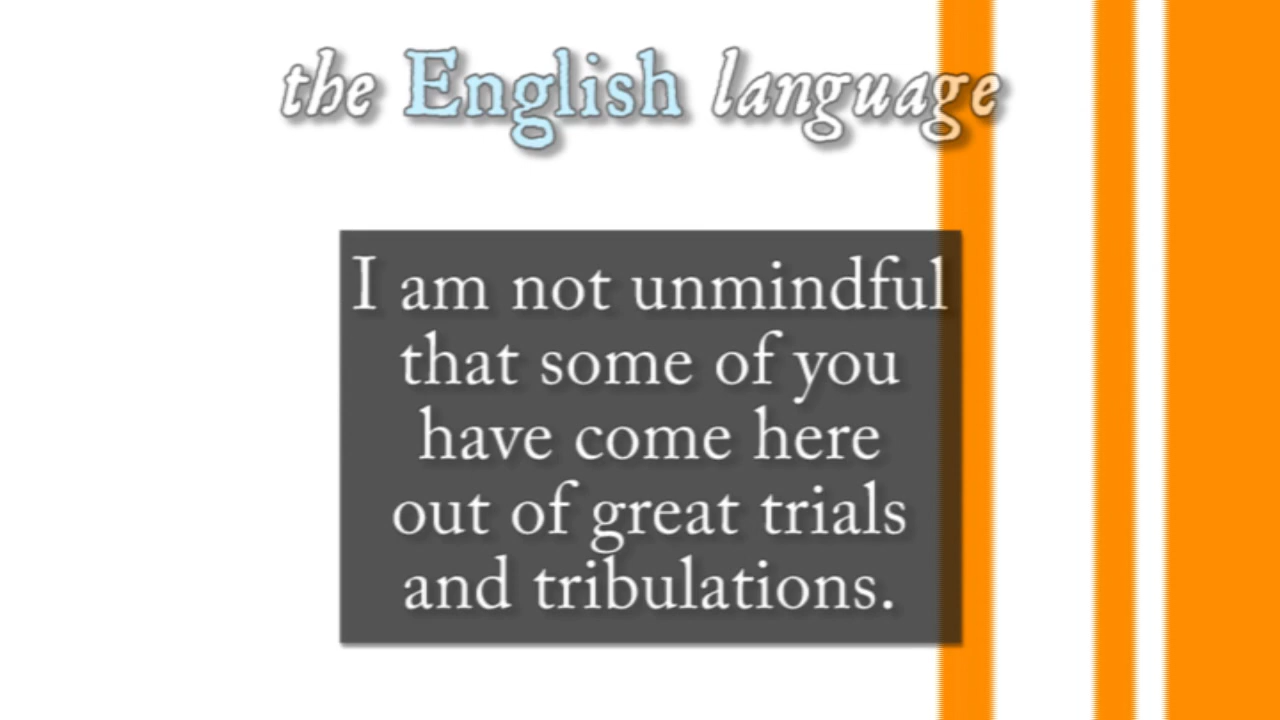 the English language
I am not unmindful
that some of you
have come here
out of great trials
and tribulations.